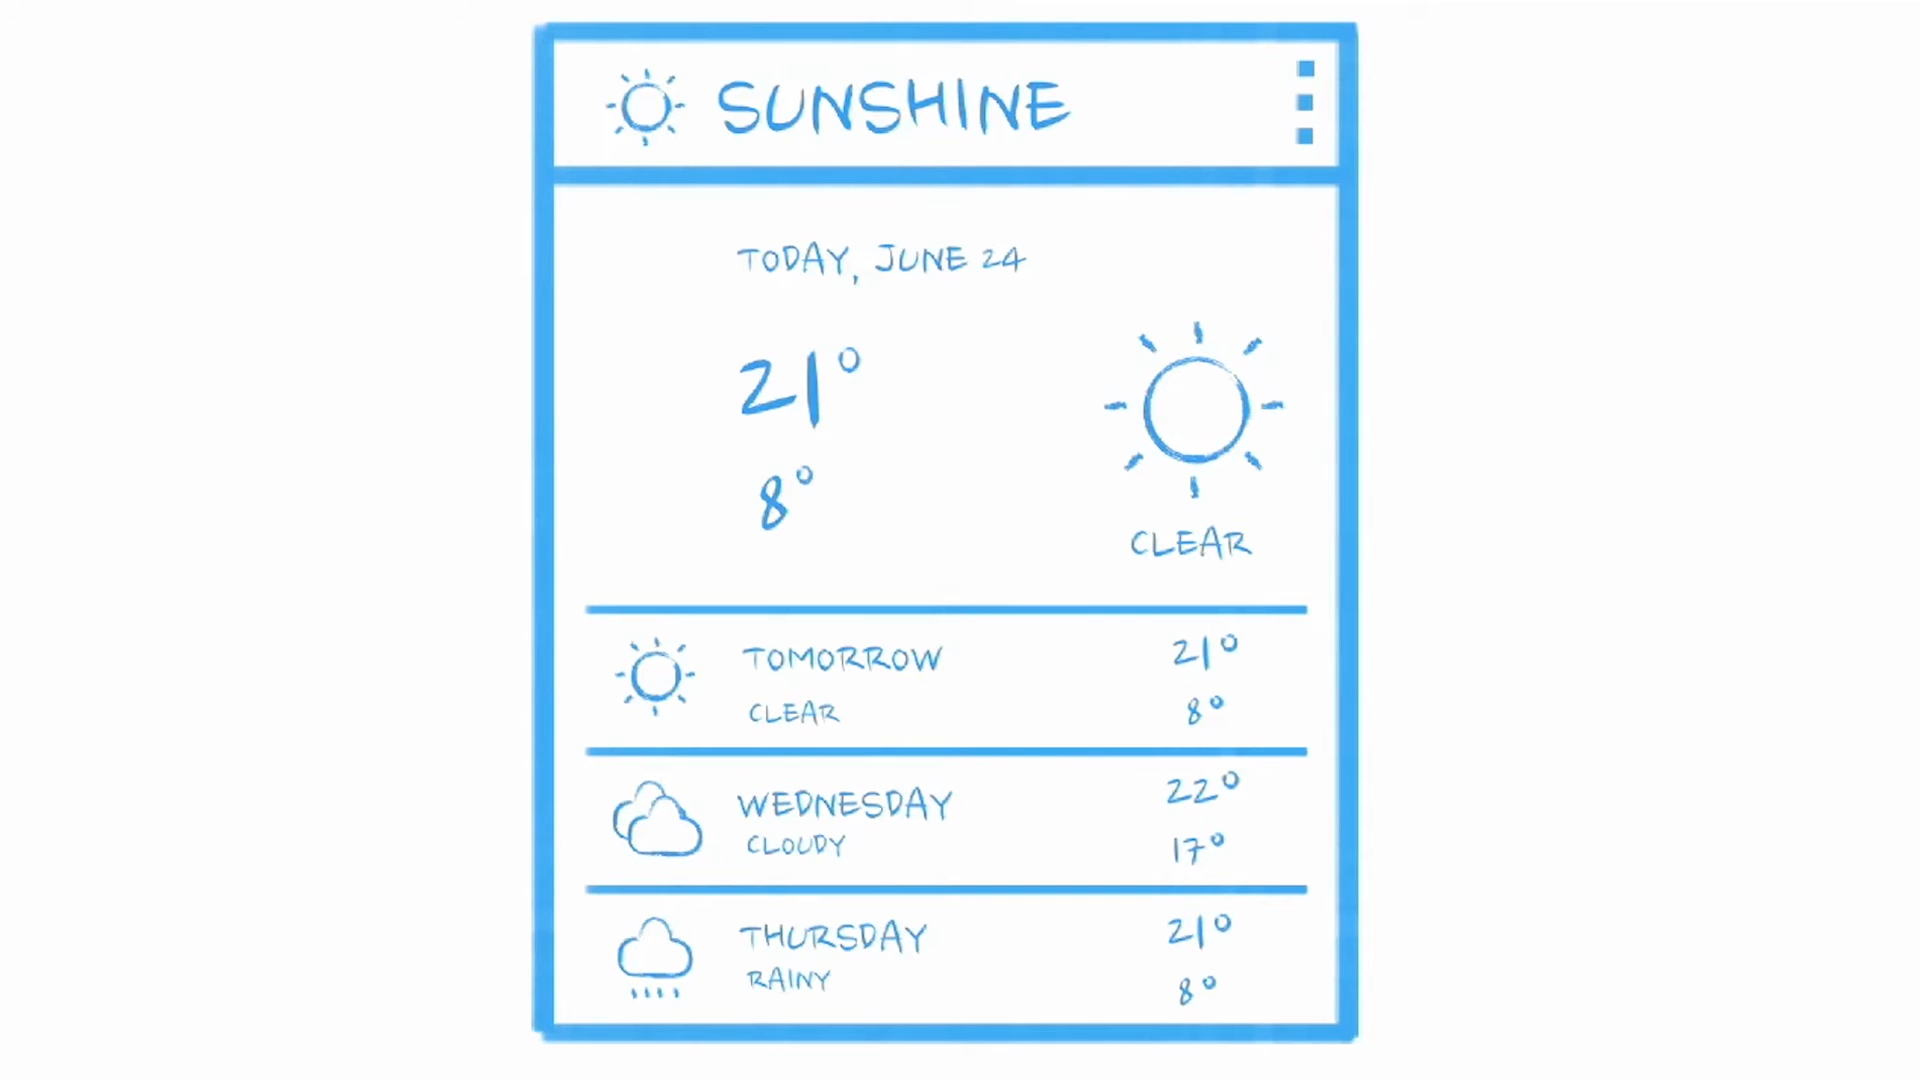 SUNSHINE
TODAY, JUNE 24
21°
8°
CLEAR
TOMORROW 21°
CLEAR 8°
WEDNESDAY 22°
CLOUDY 17°
THURSDAY 21°
RAINY 8°